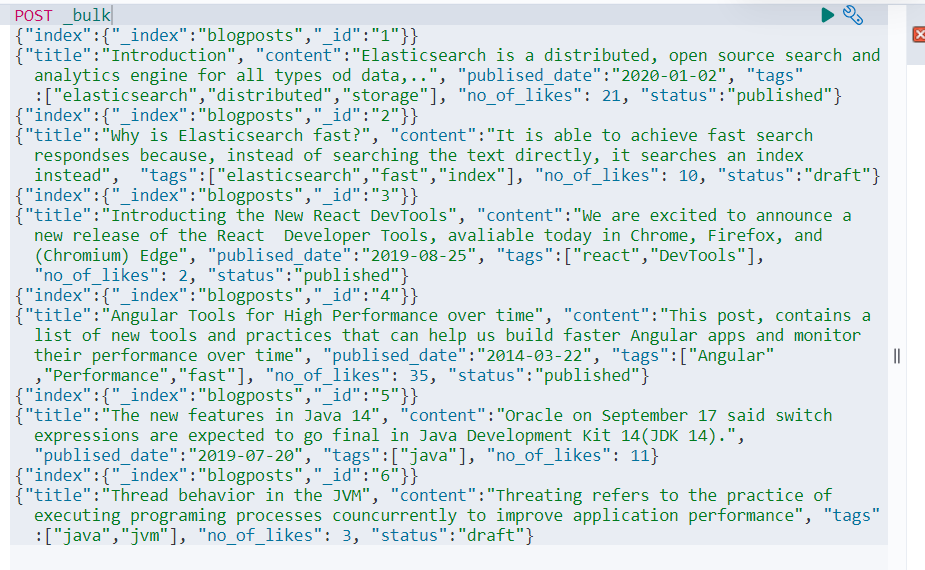 POST _bulk
{"index":{"_index":"blogposts","_id":"1"}}
{"title":"Introduction", "content":"Elasticsearch is a distributed, open source search and
analytics engine for all types od data,..", "publised_date":"2020-01-02", "tags"
:["elasticsearch","distributed","storage"], "no_of_likes": 21, "status":"published"}
{"index":{"_index":"blogposts","_id":"2"}}
{"title":"Why is Elasticsearch fast?", "content":"It is able to achieve fast search
respondses because, instead of searching the text directly, it searches an index
instead",  "tags":["elasticsearch","fast","index"], "no_of_likes": 10, "status":"draft"}
{"index":{"_index":"blogposts","_id":"3"}}
{"title":"Introducting the New React DevTools", "content":"We are excited to announce a
new release of the React  Developer Tools, avaliable today in Chrome, Firefox, and
(Chromium) Edge", "publised_date":"2019-08-25", "tags":["react","DevTools"],
"no_of_likes": 2, "status":"published"}
{"index":{"_index":"blogposts","_id":"4"}}
{"title":"Angular Tools for High Performance over time", "content":"This post, contains a
list of new tools and practices that can help us build faster Angular apps and monitor
their performance over time", "publised_date":"2014-03-22", "tags":["Angular"
,"Performance","fast"], "no_of_likes": 35, "status":"published"}
{"index":{"_index":"blogposts","_id":"5"}}
{"title":"The new features in Java 14", "content":"Oracle on September 17 said switch
expressions are expected to go final in Java Development Kit 14(JDK 14).",
"publised_date":"2019-07-20", "tags":["java"], "no_of_likes": 11}
{"index":{"_index":"blogposts","_id":"6"}}
{"title":"Thread behavior in the JVM", "content":"Threating refers to the practice of
executing programing processes councurrently to improve application performance", "tags"
:["java","jvm"], "no_of_likes": 3, "status":"draft"}